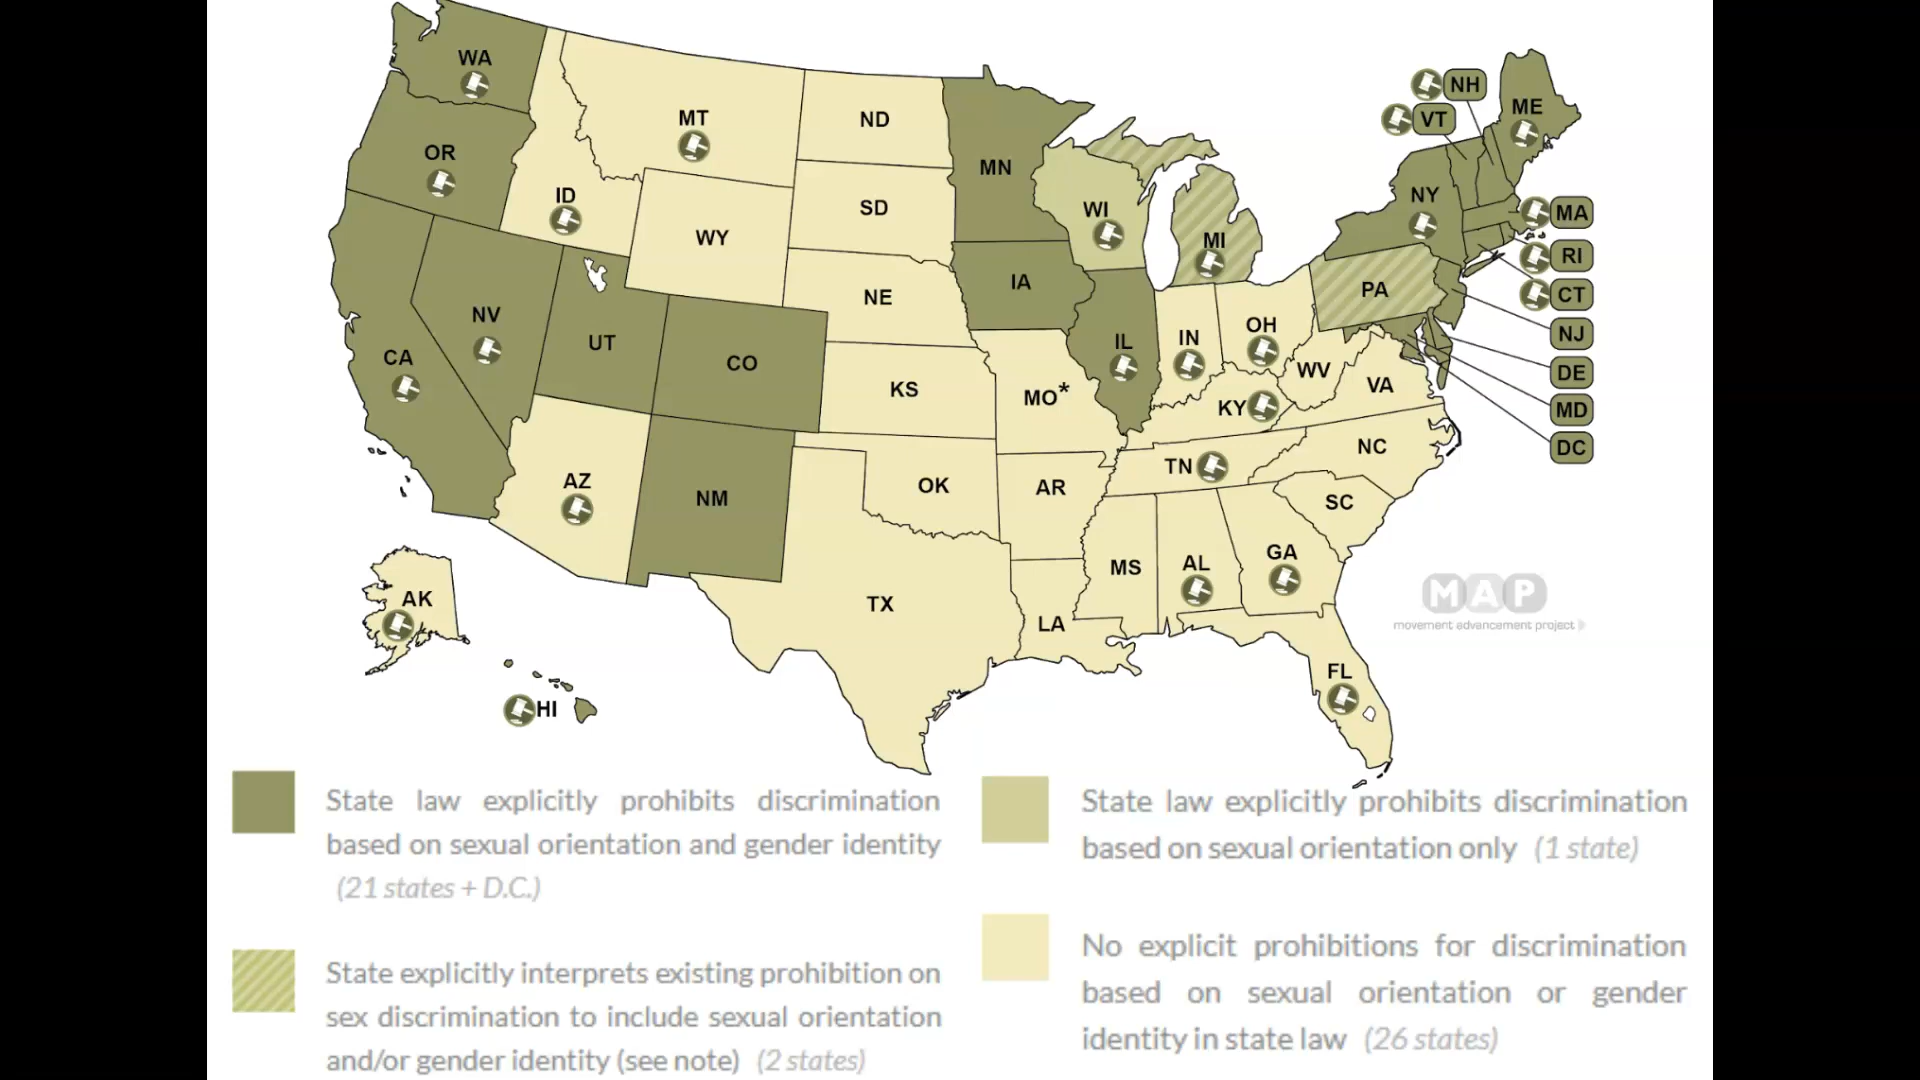 WA
NH
ME
VT
MT
ND
OR
MN
ID
SD
WI
NY
MA
WY
MI
RI
IA
PA
CT
NE
NV
UT
OH
NJ
CA
CO
IL
IN
WV
DE
KS
MO*
VA
KY
MD
NC
DC
AZ
NM
OK
AR
TN
SC
MS
AL
GA
AK
TX
LA
MAP
movement advancement project
FL
HI
State law explicitly prohibits discrimination
based on sexual orientation and gender identity
(21 states + D.C.)
State law explicitly prohibits discrimination
based on sexual orientation only (1 state)
State explicitly interprets existing prohibition on
sex discrimination to include sexual orientation
and/or gender identity (see note) (2 states)
No explicit prohibitions for discrimination
based on sexual orientation or gender
identity in state law (26 states)